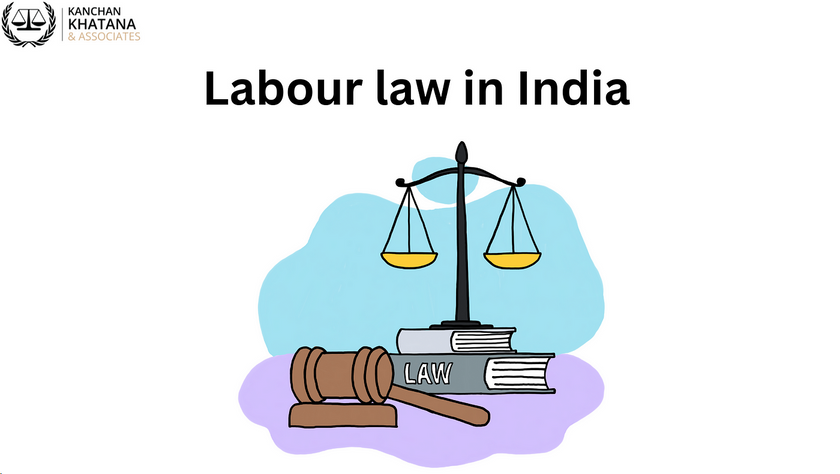 KANCHAN
KHATANA
& ASSOCIATES
Labour law in India
LAW